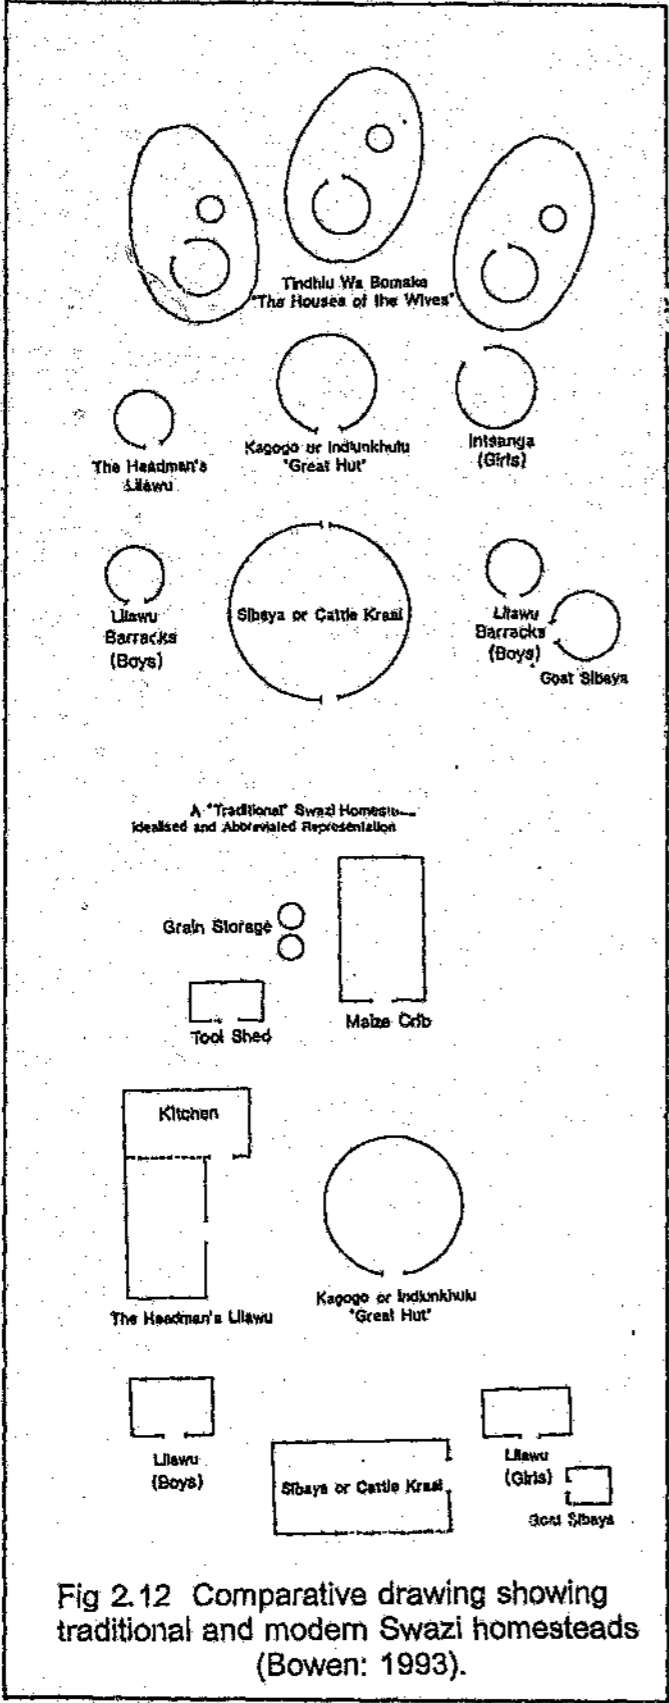 Tindhlu Wa Bomake
"The Houses of the Wives"
The Headman's
Lilawu
Kagogo or Indlunkhulu
"Great Hut"
Intsanga
(Girls)
Lilawu
Barracks
(Boys)
Sibaya or Cattle Kraal
Lilawu
Barracks
(Boys)
Goat Sibaya
A "Traditional" Swazi
Idealised and Abbreviated Representation
Grain Storage
Tool Shed
Maize Crib
Kitchen
The Headman's Lilawu
Kagogo or Indlunkhulu
"Great Hut"
Lilawu
(Boys)
Sibaya or Cattle Kraal
Lilawu
(Girls)
Goat Sibaya
Fig 2.12 Comparative drawing showing
traditional and modern Swazi homesteads
(Bowen: 1993).